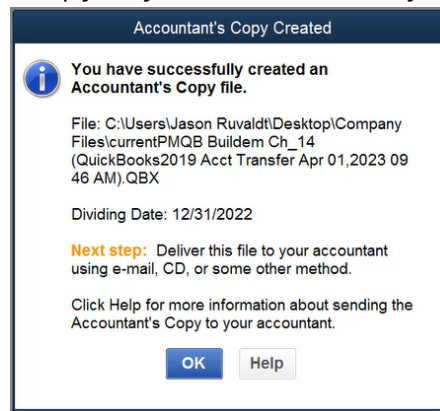 Accountant's Copy Created
You have successfully created an
Accountant's Copy file.
File: C:\Users\Jason Ruvaldt\Desktop\Company
Files\currentPMQB Buildem Ch_14
(QuickBooks2019 Acct Transfer Apr 01,2023 09
46 AM).QBX
Dividing Date: 12/31/2022
Next step: Deliver this file to your accountant
using e-mail, CD, or some other method.
Click Help for more information about sending the
Accountant's Copy to your accountant.
OK Help